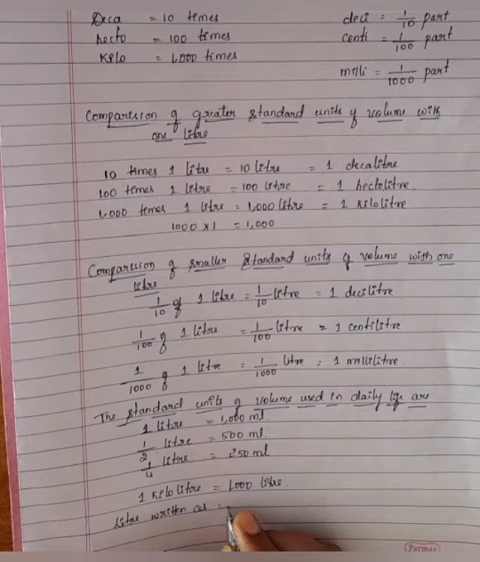 Deca = 10 times
deci = 1/10 part
hecto = 100 times
centi = 1/100 part
Kilo = 1,000 times
milli = 1/1000 part
Comparision of greater standard units of volume with
one litre
10 times 1 litre = 10 litre = 1 decalitre
100 times 1 litre = 100 litre = 1 hectolitre.
1,000 times 1 litre = 1,000 litre = 1 kilolitre
1000 x 1 = 1,000
Comparision of smaller standard units of volume with one
litre
1/10 of 1 litre = 1/10 litre = 1 decilitre
1/100 of 1 litre = 1/100 litre = 1 centilitre
1/1000 of 1 litre = 1/1000 litre = 1 millilitre
The standard units of volume used in daily life are
1 litre = 1,000 ml
1/2 litre = 500 ml
1/4 litre = 250 ml
1 kilolitre = 1,000 litre.
Litre written as =
Parmar